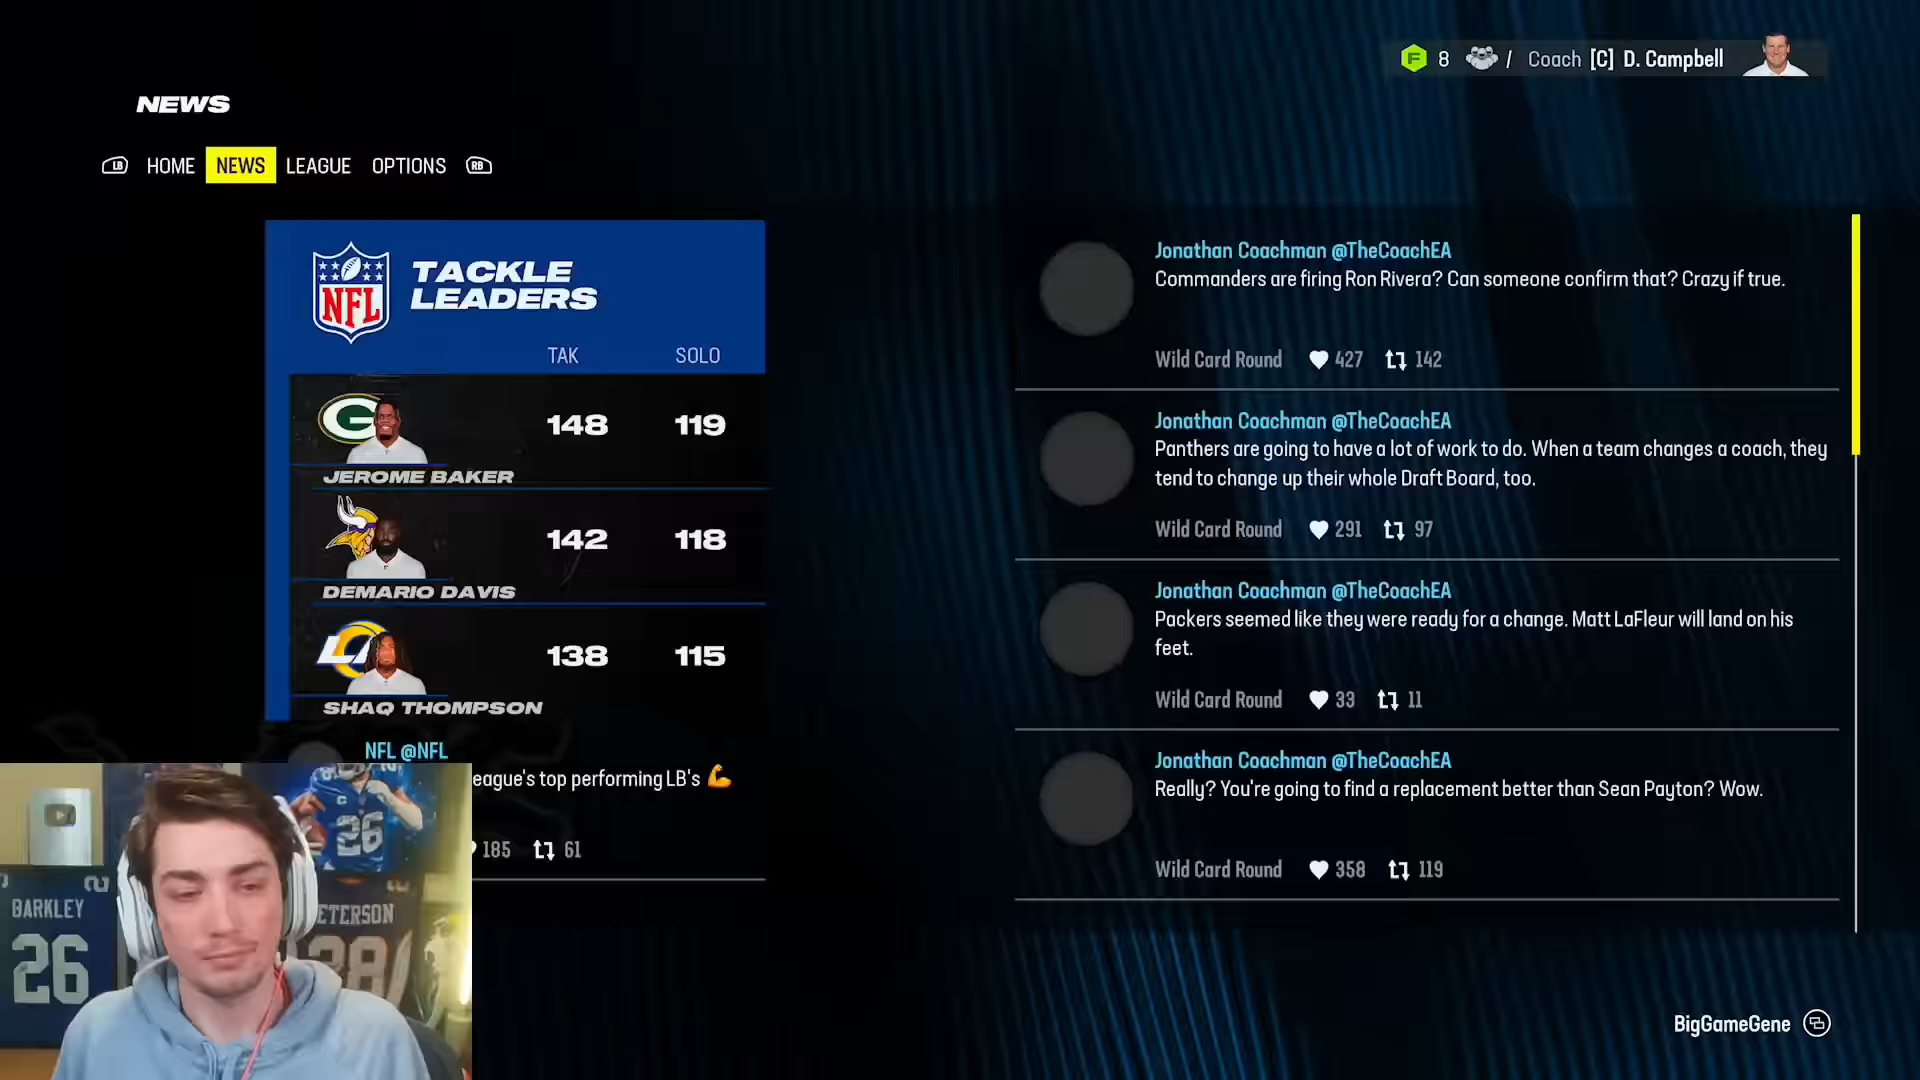 F 8 / Coach [C] D. Campbell
NEWS
LB HOME NEWS LEAGUE OPTIONS RB
NFL
TACKLE
LEADERS
TAK SOLO
G 148 119
JEROME BAKER
142 118
DEMARIO DAVIS
LA 138 115
SHAQ THOMPSON
NFL @NFL
eague's top performing LB's 💪
185 61
Jonathan Coachman @TheCoachEA
Commanders are firing Ron Rivera? Can someone confirm that? Crazy if true.
Wild Card Round 427 142
Jonathan Coachman @TheCoachEA
Panthers are going to have a lot of work to do. When a team changes a coach, they
tend to change up their whole Draft Board, too.
Wild Card Round 291 97
Jonathan Coachman @TheCoachEA
Packers seemed like they were ready for a change. Matt LaFleur will land on his
feet.
Wild Card Round 33 11
Jonathan Coachman @TheCoachEA
Really? You're going to find a replacement better than Sean Payton? Wow.
Wild Card Round 358 119
26
BARKLEY
26
ETERSON
28
BigGameGene